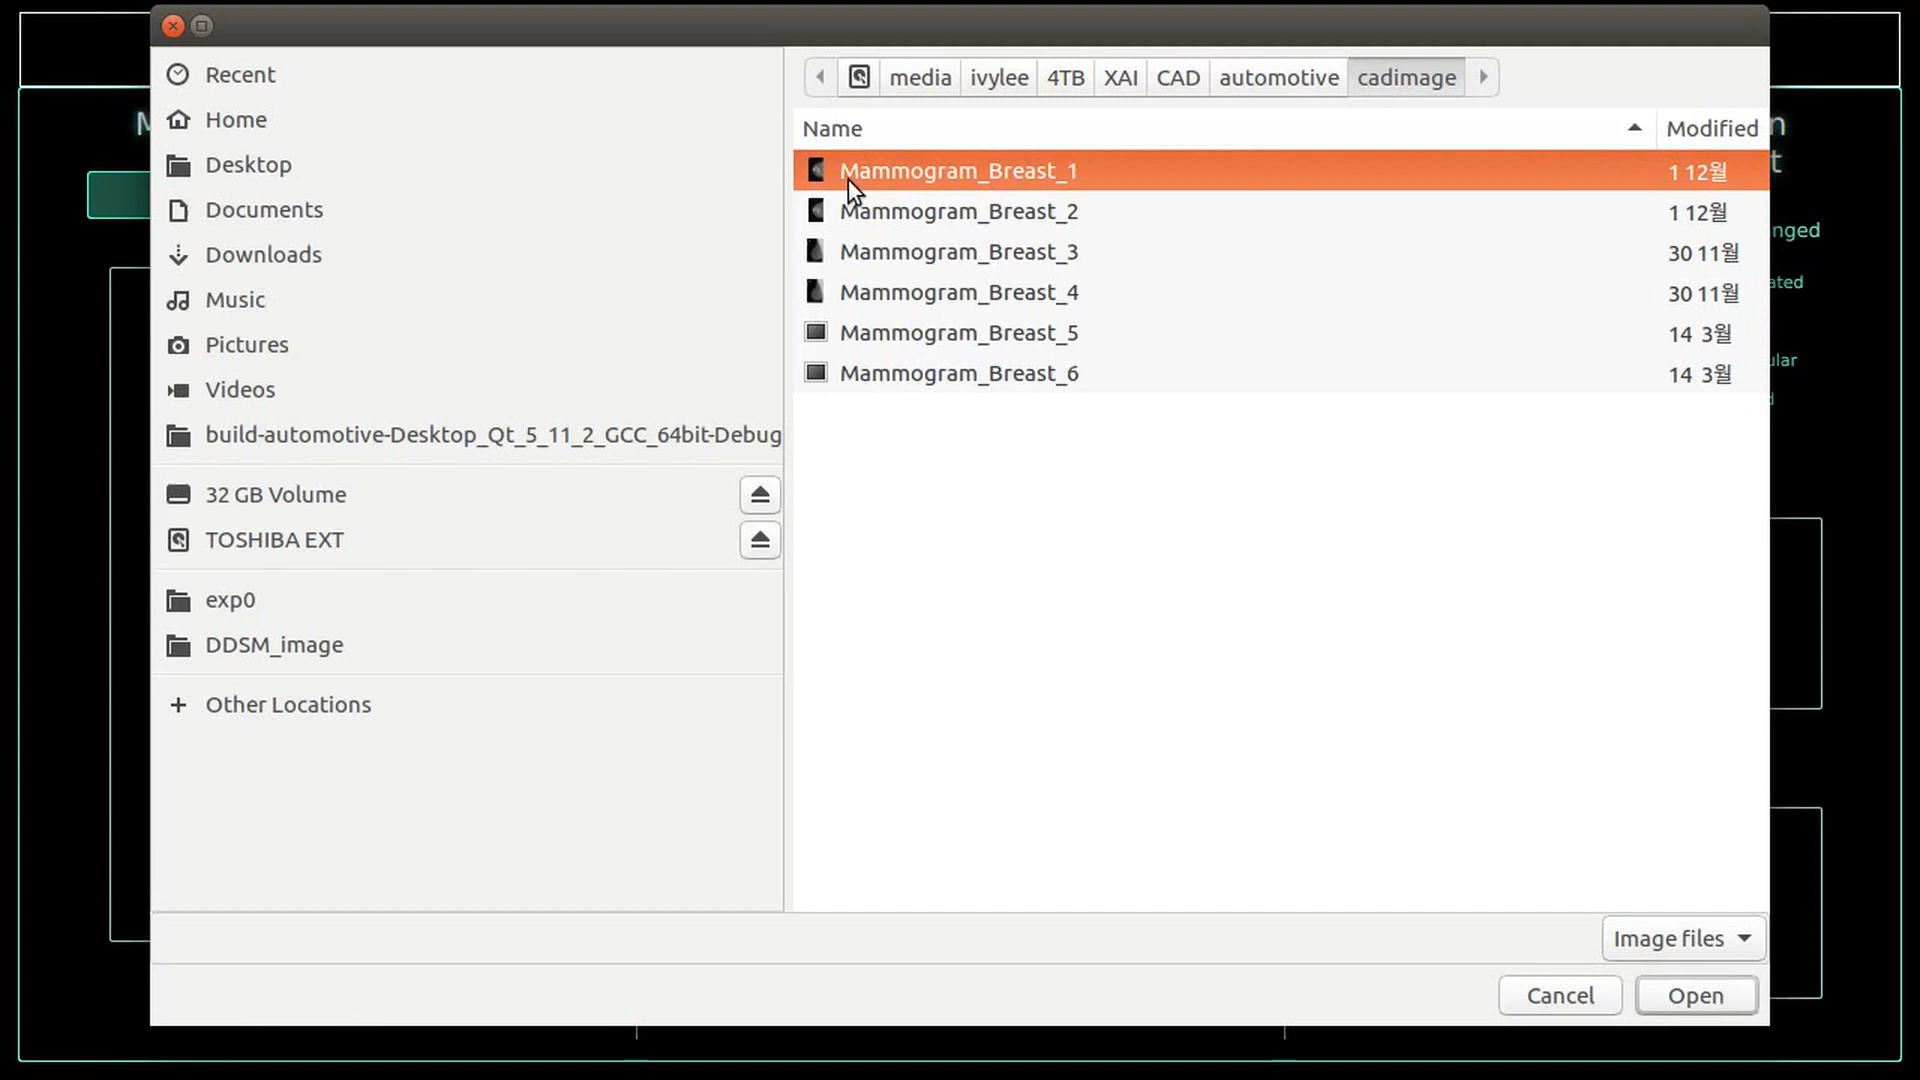 Recent
Home
Desktop
Documents
Downloads
Music
Pictures
Videos
build-automotive-Desktop_Qt_5_11_2_GCC_64bit-Debug
32 GB Volume
TOSHIBA EXT
exp0
DDSM_image
+ Other Locations
media ivylee 4TB XAI CAD automotive cadimage
Name Modified
Mammogram_Breast_1 1 12월
Mammogram_Breast_2 1 12월
Mammogram_Breast_3 30 11월
Mammogram_Breast_4 30 11월
Mammogram_Breast_5 14 3월
Mammogram_Breast_6 14 3월
Image files
Cancel Open